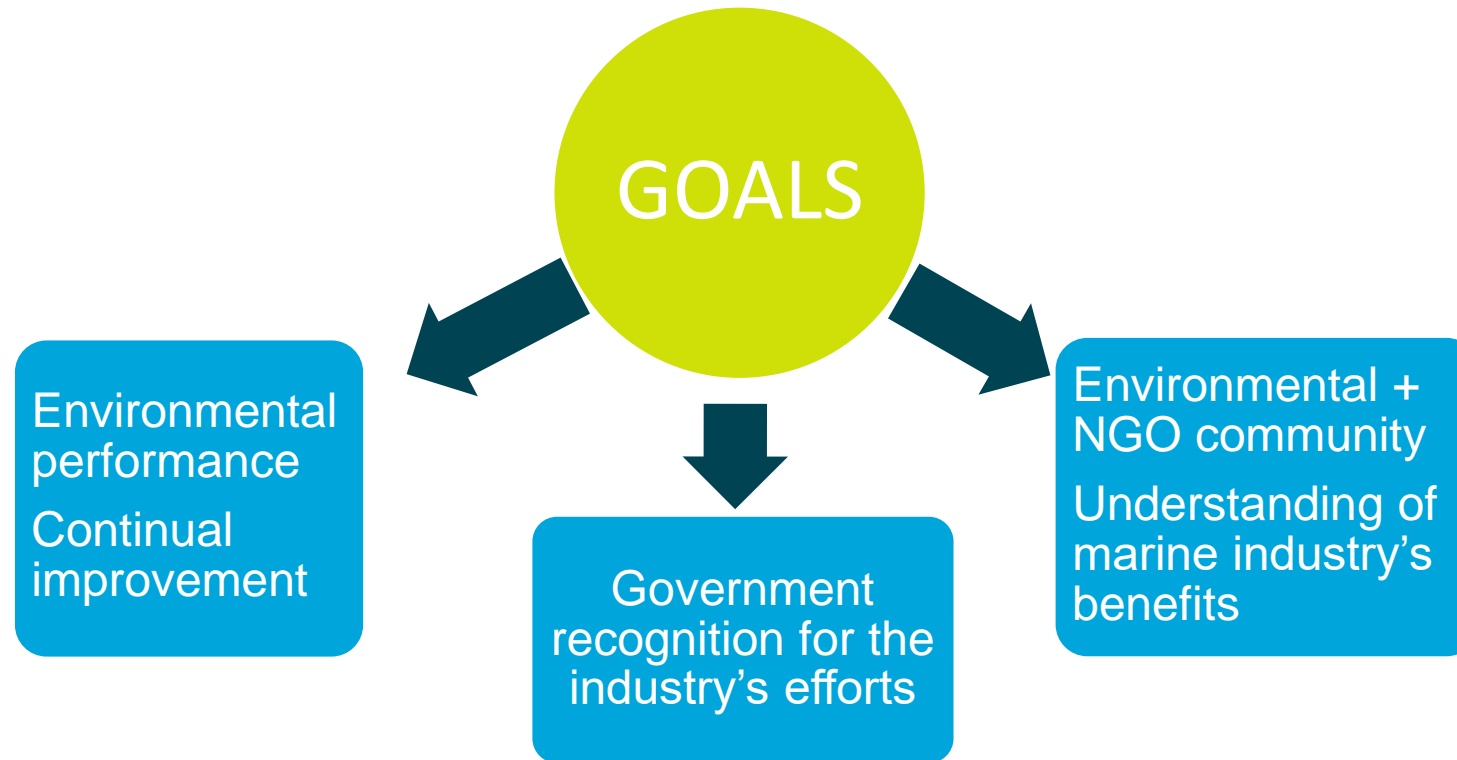 GOALS
Environmental
performance
Continual
improvement
Government
recognition for the
industry’s efforts
Environmental +
NGO community
Understanding of
marine industry’s
benefits